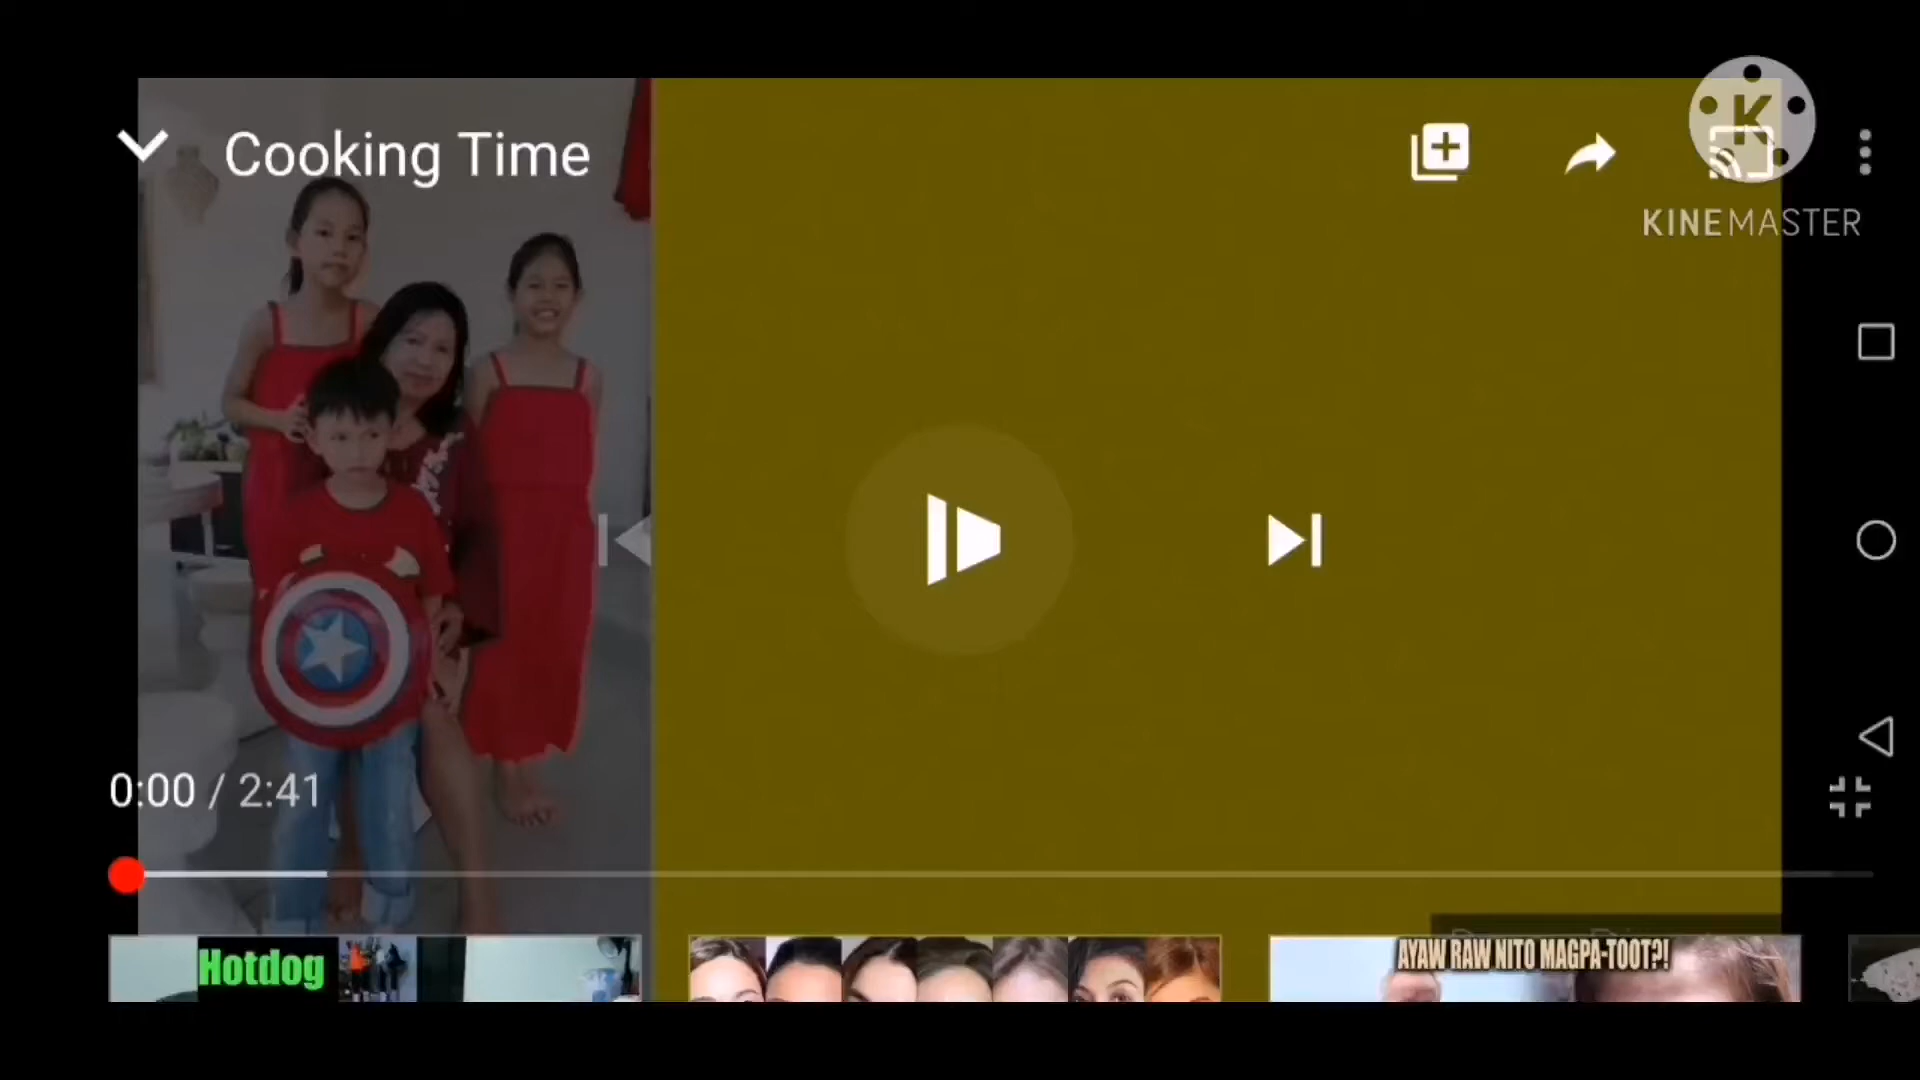 Cooking Time
K
KINEMASTER
0:00 / 2:41
Hotdog
AYAW RAW NITO MAGPA-TOOT?!